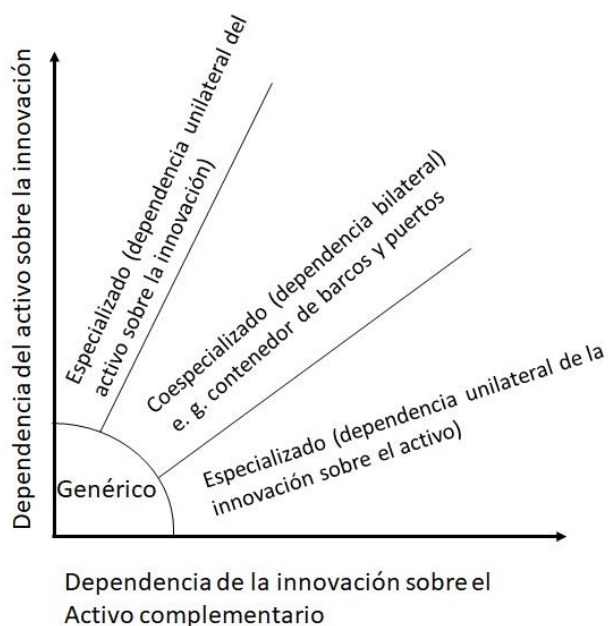 Dependencia del activo sobre la innovación
Especializado (dependencia unilateral del
activo sobre la innovación)
Coespecializado (dependencia bilateral)
e. g. contenedor de barcos y puertos
Especializado (dependencia unilateral de la
innovación sobre el activo)
Genérico
Dependencia de la innovación sobre el
Activo complementario